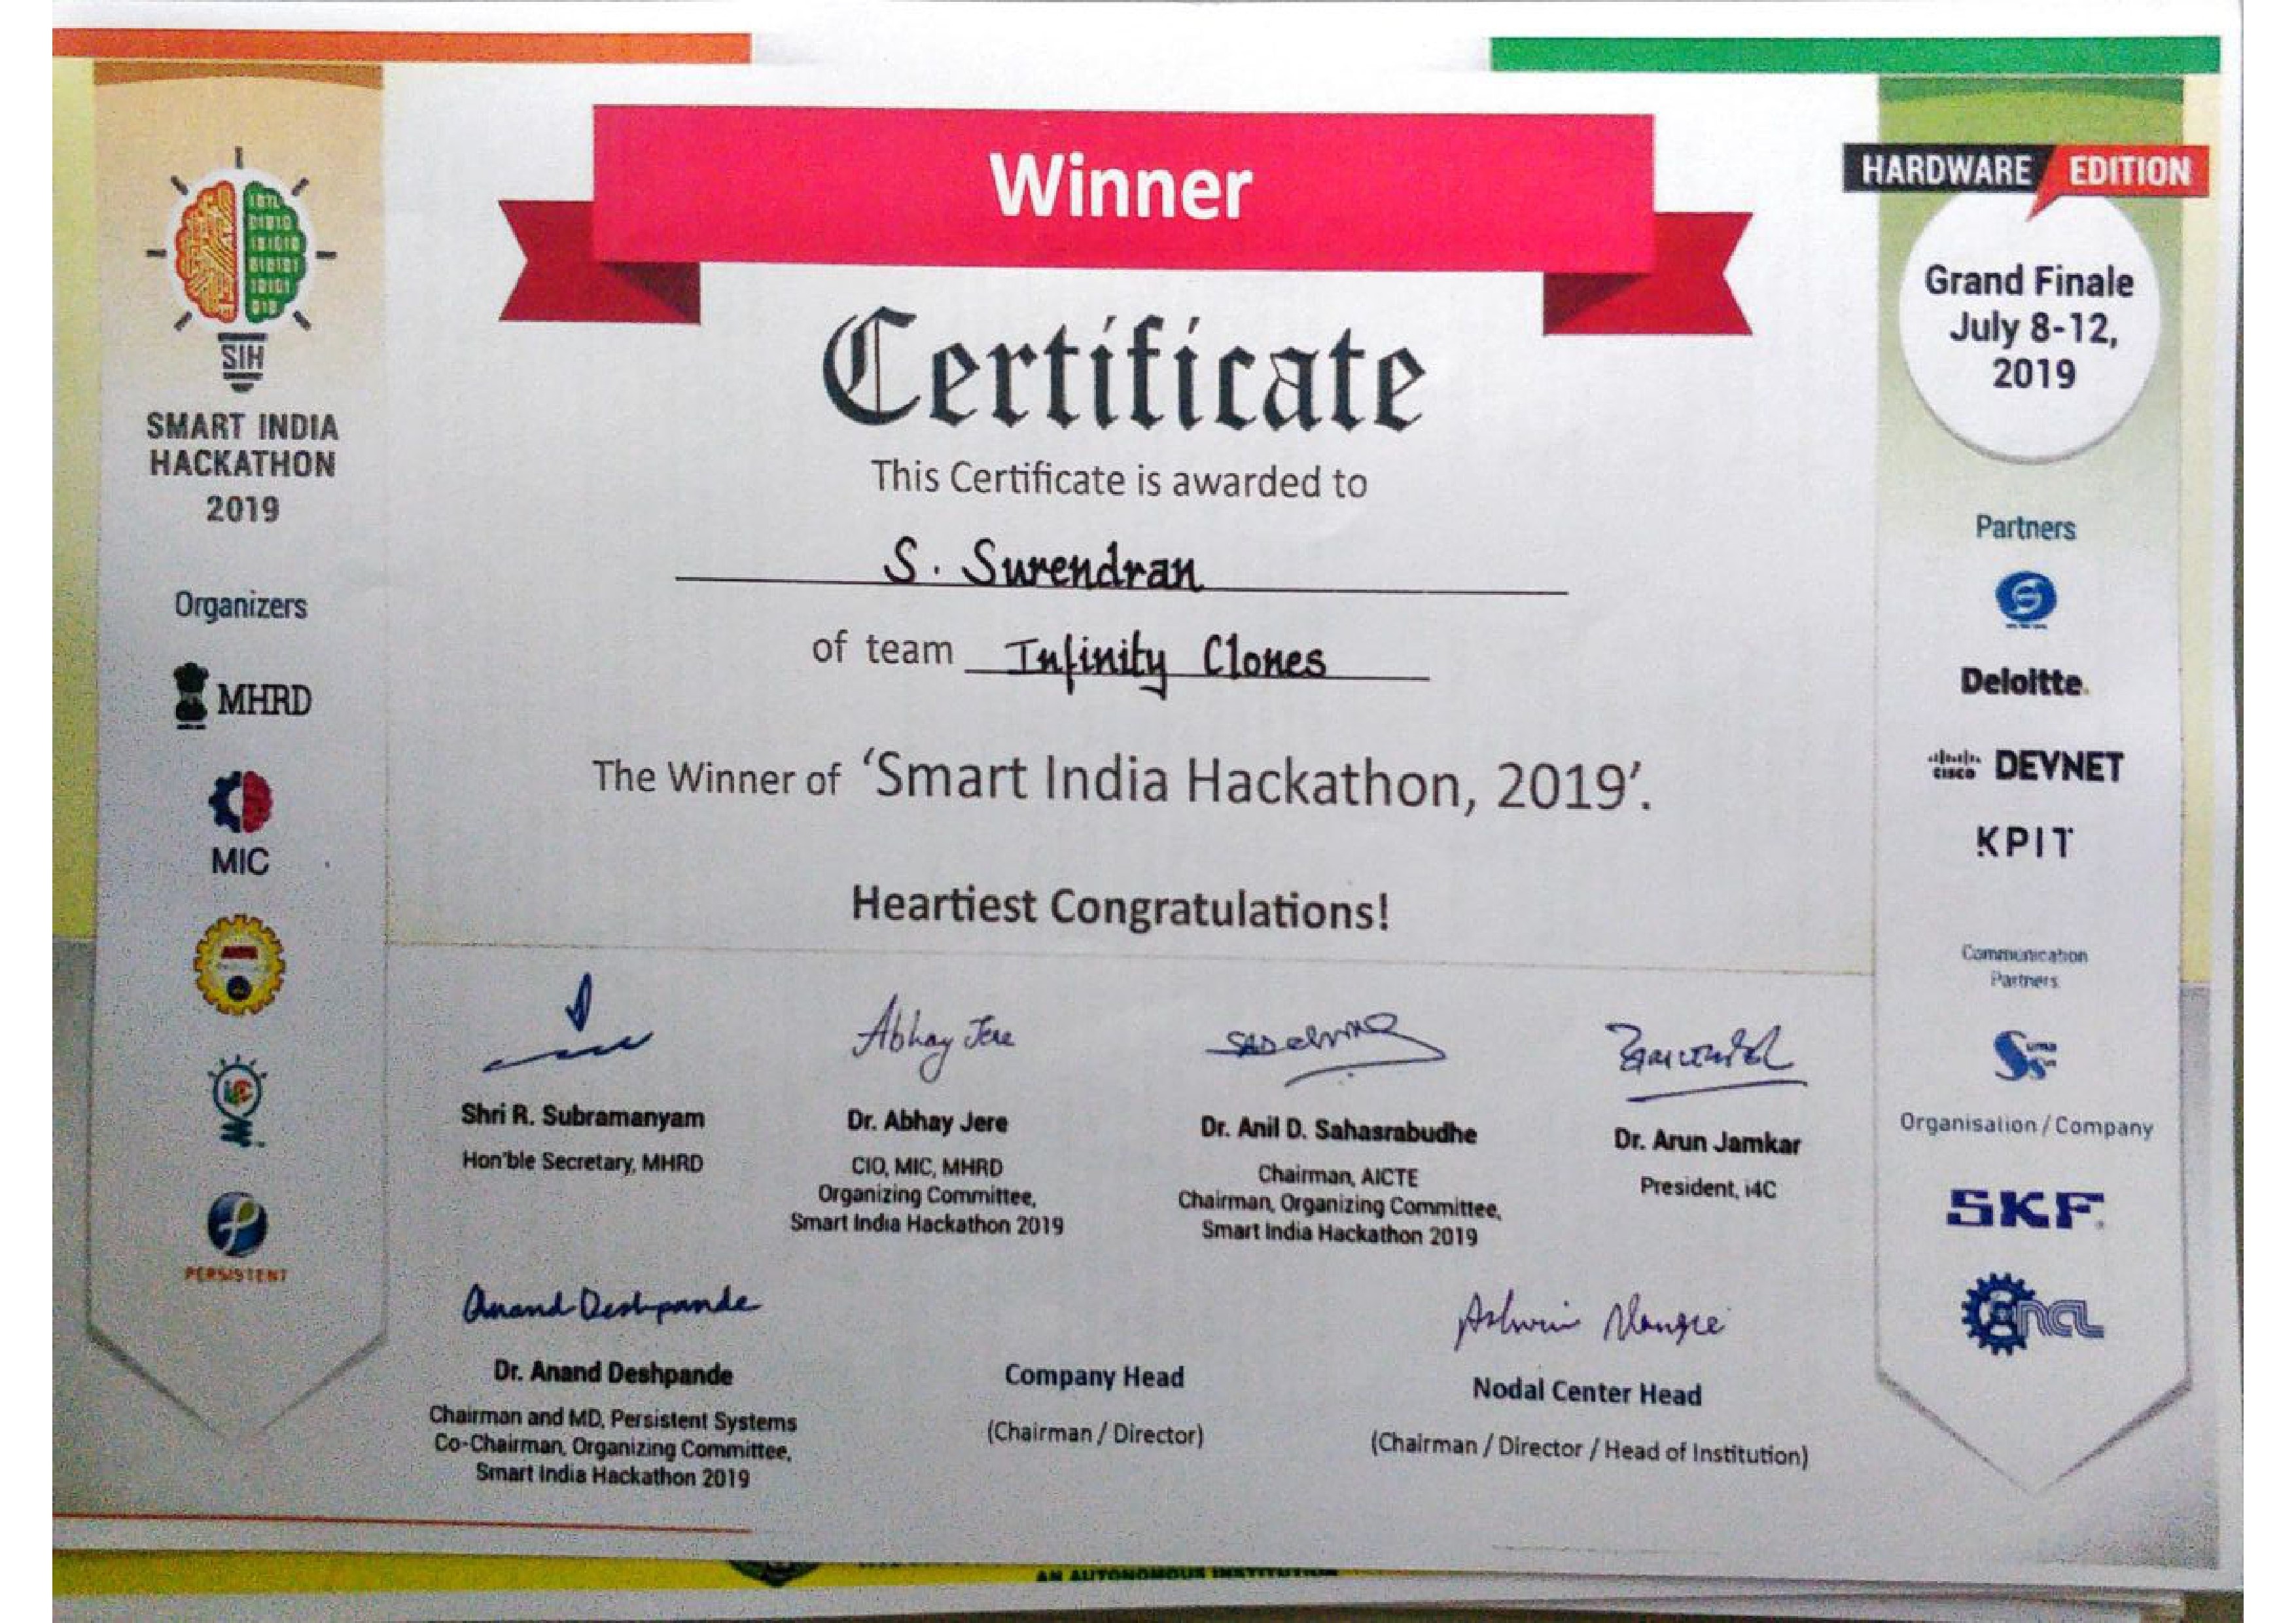 Winner
Certificate
This Certificate is awarded to
S. Surendran
of team Infinity Clones
The Winner of ‘Smart India Hackathon, 2019’.
Heartiest Congratulations!
SIH
SMART INDIA
HACKATHON
2019
Organizers
MHRD
MIC
PERSISTENT
HARDWARE EDITION
Grand Finale
July 8-12,
2019
Partners
Deloitte.
CISCO DEVNET
KPIT
Communication
Partners
Organisation / Company
SKF
Abhay Jere
Shri R. Subramanyam
Hon'ble Secretary, MHRD
Dr. Abhay Jere
CIO, MIC, MHRD
Organizing Committee,
Smart India Hackathon 2019
Dr. Anil D. Sahasrabudhe
Chairman, AICTE
Chairman, Organizing Committee,
Smart India Hackathon 2019
Dr. Arun Jamkar
President, i4C
Anand Deshpande
Dr. Anand Deshpande
Chairman and MD, Persistent Systems
Co-Chairman, Organizing Committee,
Smart India Hackathon 2019
Company Head
(Chairman / Director)
Nodal Center Head
(Chairman / Director / Head of Institution)
AN AUTONOMOUS INSTITUTION